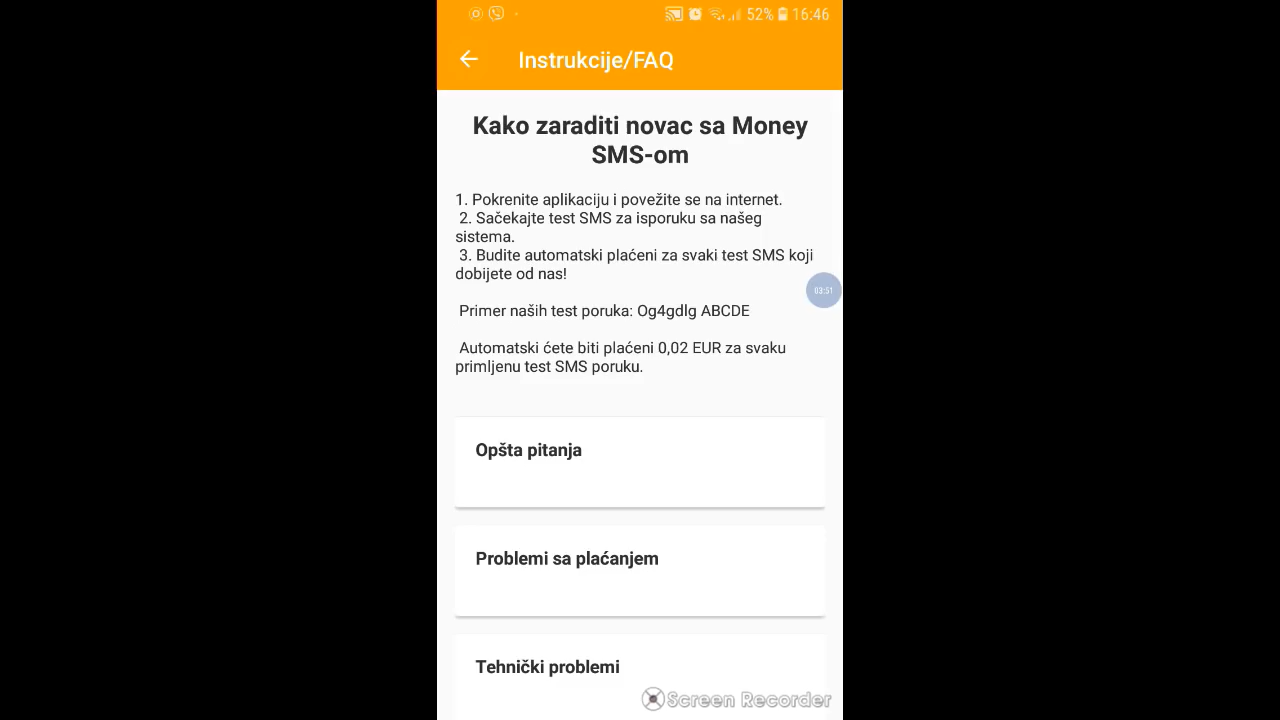 52% 16:46
Instrukcije/FAQ
Kako zaraditi novac sa Money
SMS-om
1. Pokrenite aplikaciju i povežite se na internet.
2. Sačekajte test SMS za isporuku sa našeg
sistema.
3. Budite automatski plaćeni za svaki test SMS koji
dobijete od nas!
03:51
Primer naših test poruka: Og4gdlg ABCDE
Automatski ćete biti plaćeni 0,02 EUR za svaku
primljenu test SMS poruku.
Opšta pitanja
Problemi sa plaćanjem
Tehnički problemi
Screen Recorder